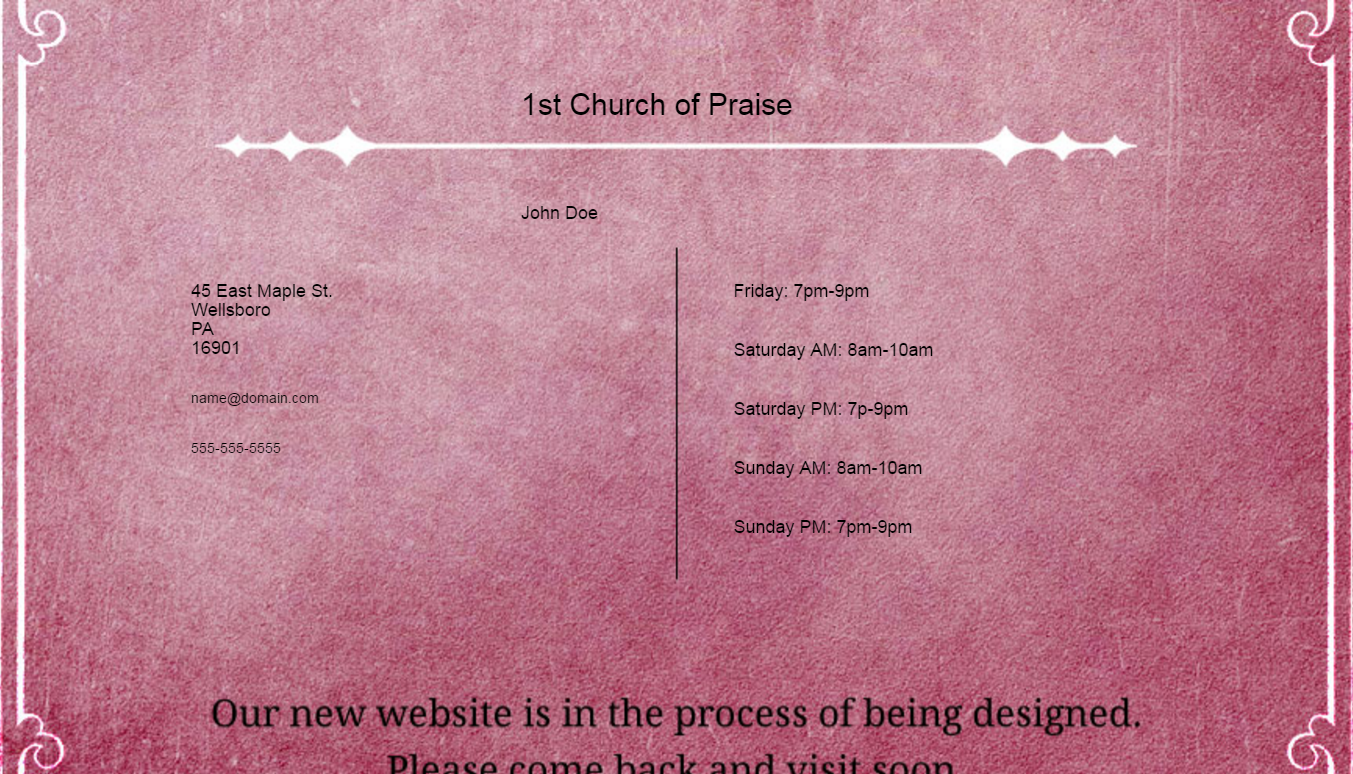 1st Church of Praise
John Doe
45 East Maple St.
Wellsboro
PA
16901
name@domain.com
555-555-5555
Friday: 7pm-9pm
Saturday AM: 8am-10am
Saturday PM: 7p-9pm
Sunday AM: 8am-10am
Sunday PM: 7pm-9pm
Our new website is in the process of being designed.
Please come back and visit soon